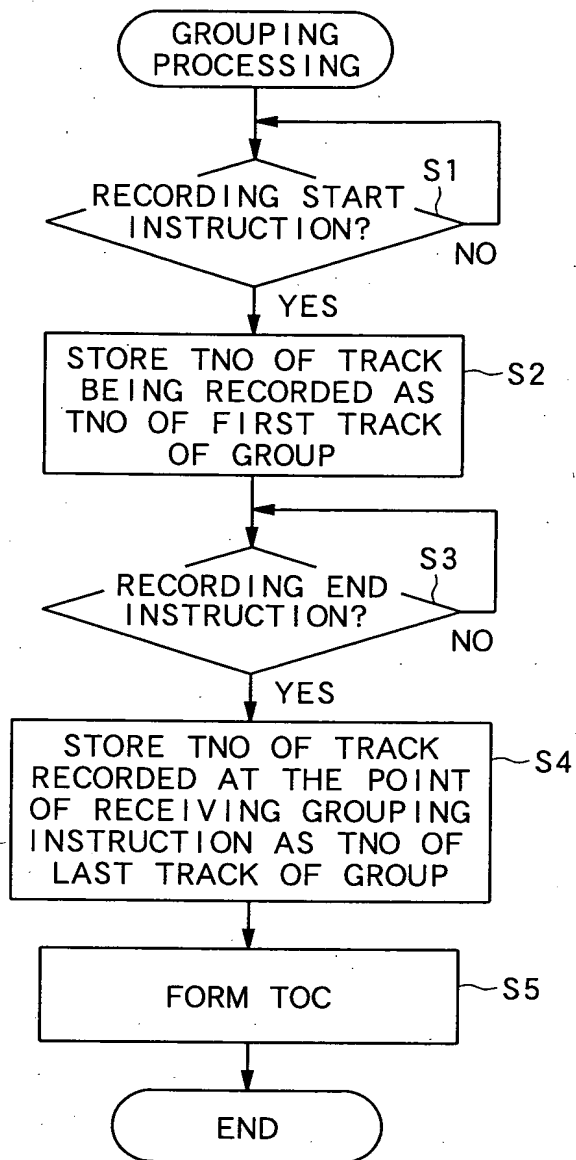 GROUPING
PROCESSING
S1
RECORDING START
INSTRUCTION?
NO
YES
STORE TNO OF TRACK
BEING RECORDED AS
TNO OF FIRST TRACK
OF GROUP
S2
S3
RECORDING END
INSTRUCTION?
NO
YES
STORE TNO OF TRACK
RECORDED AT THE POINT
OF RECEIVING GROUPING
INSTRUCTION AS TNO OF
LAST TRACK OF GROUP
S4
FORM TOC
S5
END